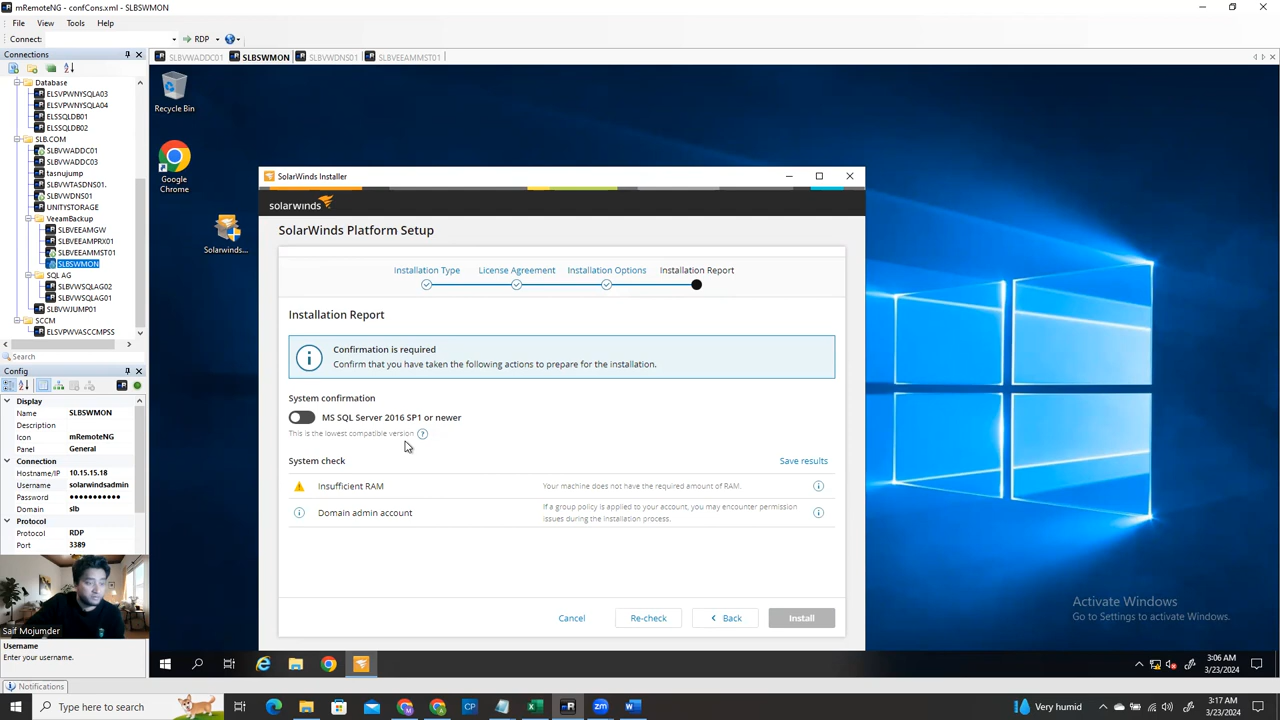 mRemoteNG - confCons.xml - SLBSWMON
File View Tools Help
Connect: RDP
Connections
Database
ELSVPWNYSQLA03
ELSVPWNYSQLA04
ELSSQLDB01
ELSSQLDB02
SLB.COM
SLBVWADDC01
SLBVWADDC03
tasnujump
SLBVWTASDNS01.
SLBVWDNS01
UNITYSTORAGE
VeeamBackup
SLBVEEAMGW
SLBVEEAMPRX01
SLBVEEAMMST01
SLBSWMON
SQL AG
SLBVWSQLAG02
SLBVWSQLAG01
SLBVWJUMP01
SCCM
ELSVPWVASCCMPSS
Search
Config
Display
Name SLBSWMON
Description
Icon mRemoteNG
Panel General
Connection
Hostname/IP 10.15.15.18
Username solarwindsadmin
Password ●●●●●●●●●●●
Domain slb
Protocol
Protocol RDP
Port 3389
Saif Mojumder
Username
Enter your username.
Notifications
SLBVWADDC01 SLBSWMON SLBVWDNS01 SLBVEEAMMST01
Recycle Bin
Google
Chrome
Solarwinds...
SolarWinds Installer
solarwinds
SolarWinds Platform Setup
Installation Type License Agreement Installation Options Installation Report
Installation Report
Confirmation is required
Confirm that you have taken the following actions to prepare for the installation.
System confirmation
MS SQL Server 2016 SP1 or newer
This is the lowest compatible version ?
System check Save results
Insufficient RAM Your machine does not have the required amount of RAM.
Domain admin account If a group policy is applied to your account, you may encounter permission
issues during the installation process.
Cancel Re-check Back Install
Activate Windows
Go to Settings to activate Windows.
3:06 AM
3/23/2024
Type here to search
Very humid
3:17 AM
3/23/2024